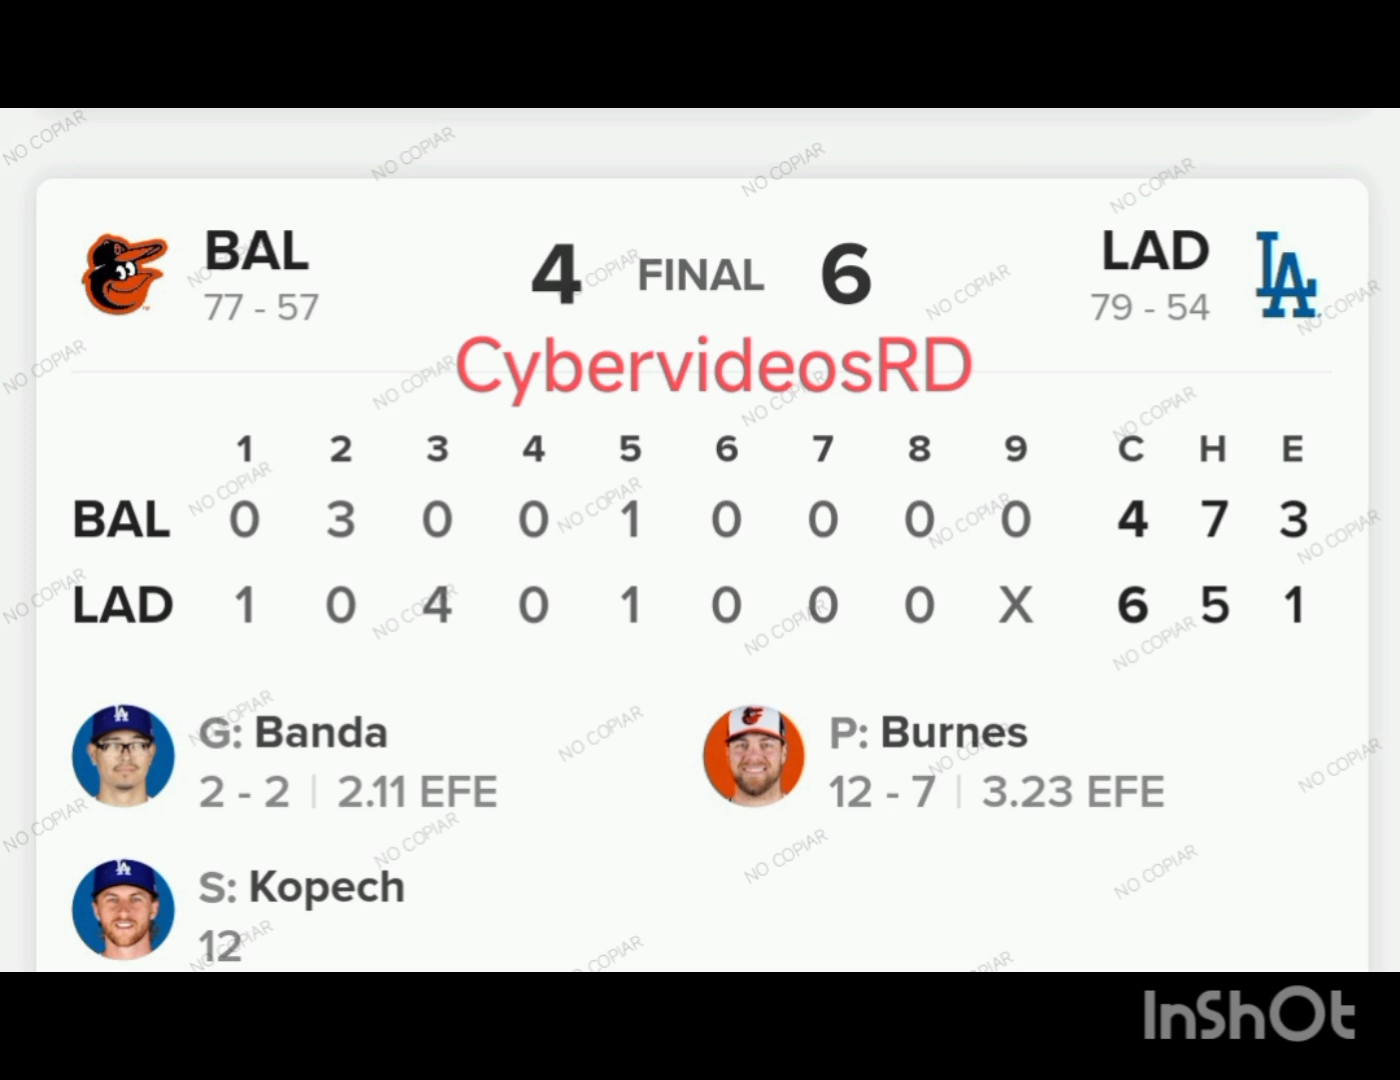 BAL 4 FINAL 6 LAD
77 - 57 79 - 54
CybervideosRD
1 2 3 4 5 6 7 8 9 C H E
BAL 0 3 0 0 1 0 0 0 0 4 7 3
LAD 1 0 4 0 1 0 0 0 X 6 5 1
G: Banda
2 - 2 | 2.11 EFE
P: Burnes
12 - 7 | 3.23 EFE
S: Kopech
12
NO COPIAR
InShOt